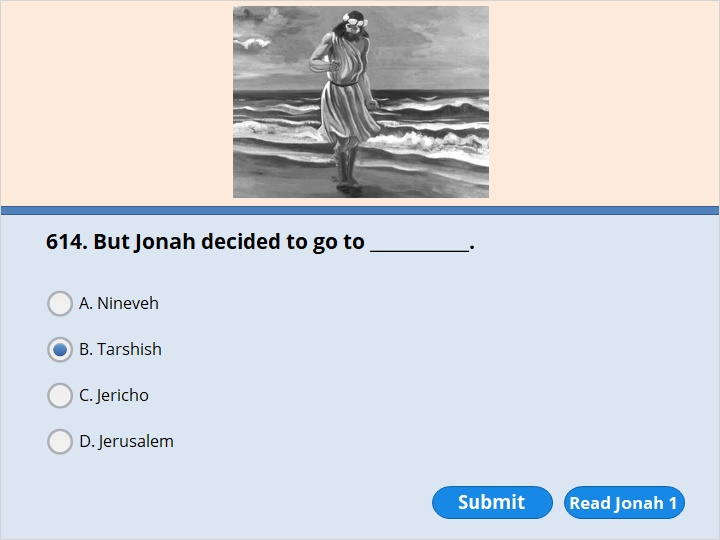 614. But Jonah decided to go to __________.
A. Nineveh
B. Tarshish
C. Jericho
D. Jerusalem
Submit
Read Jonah 1